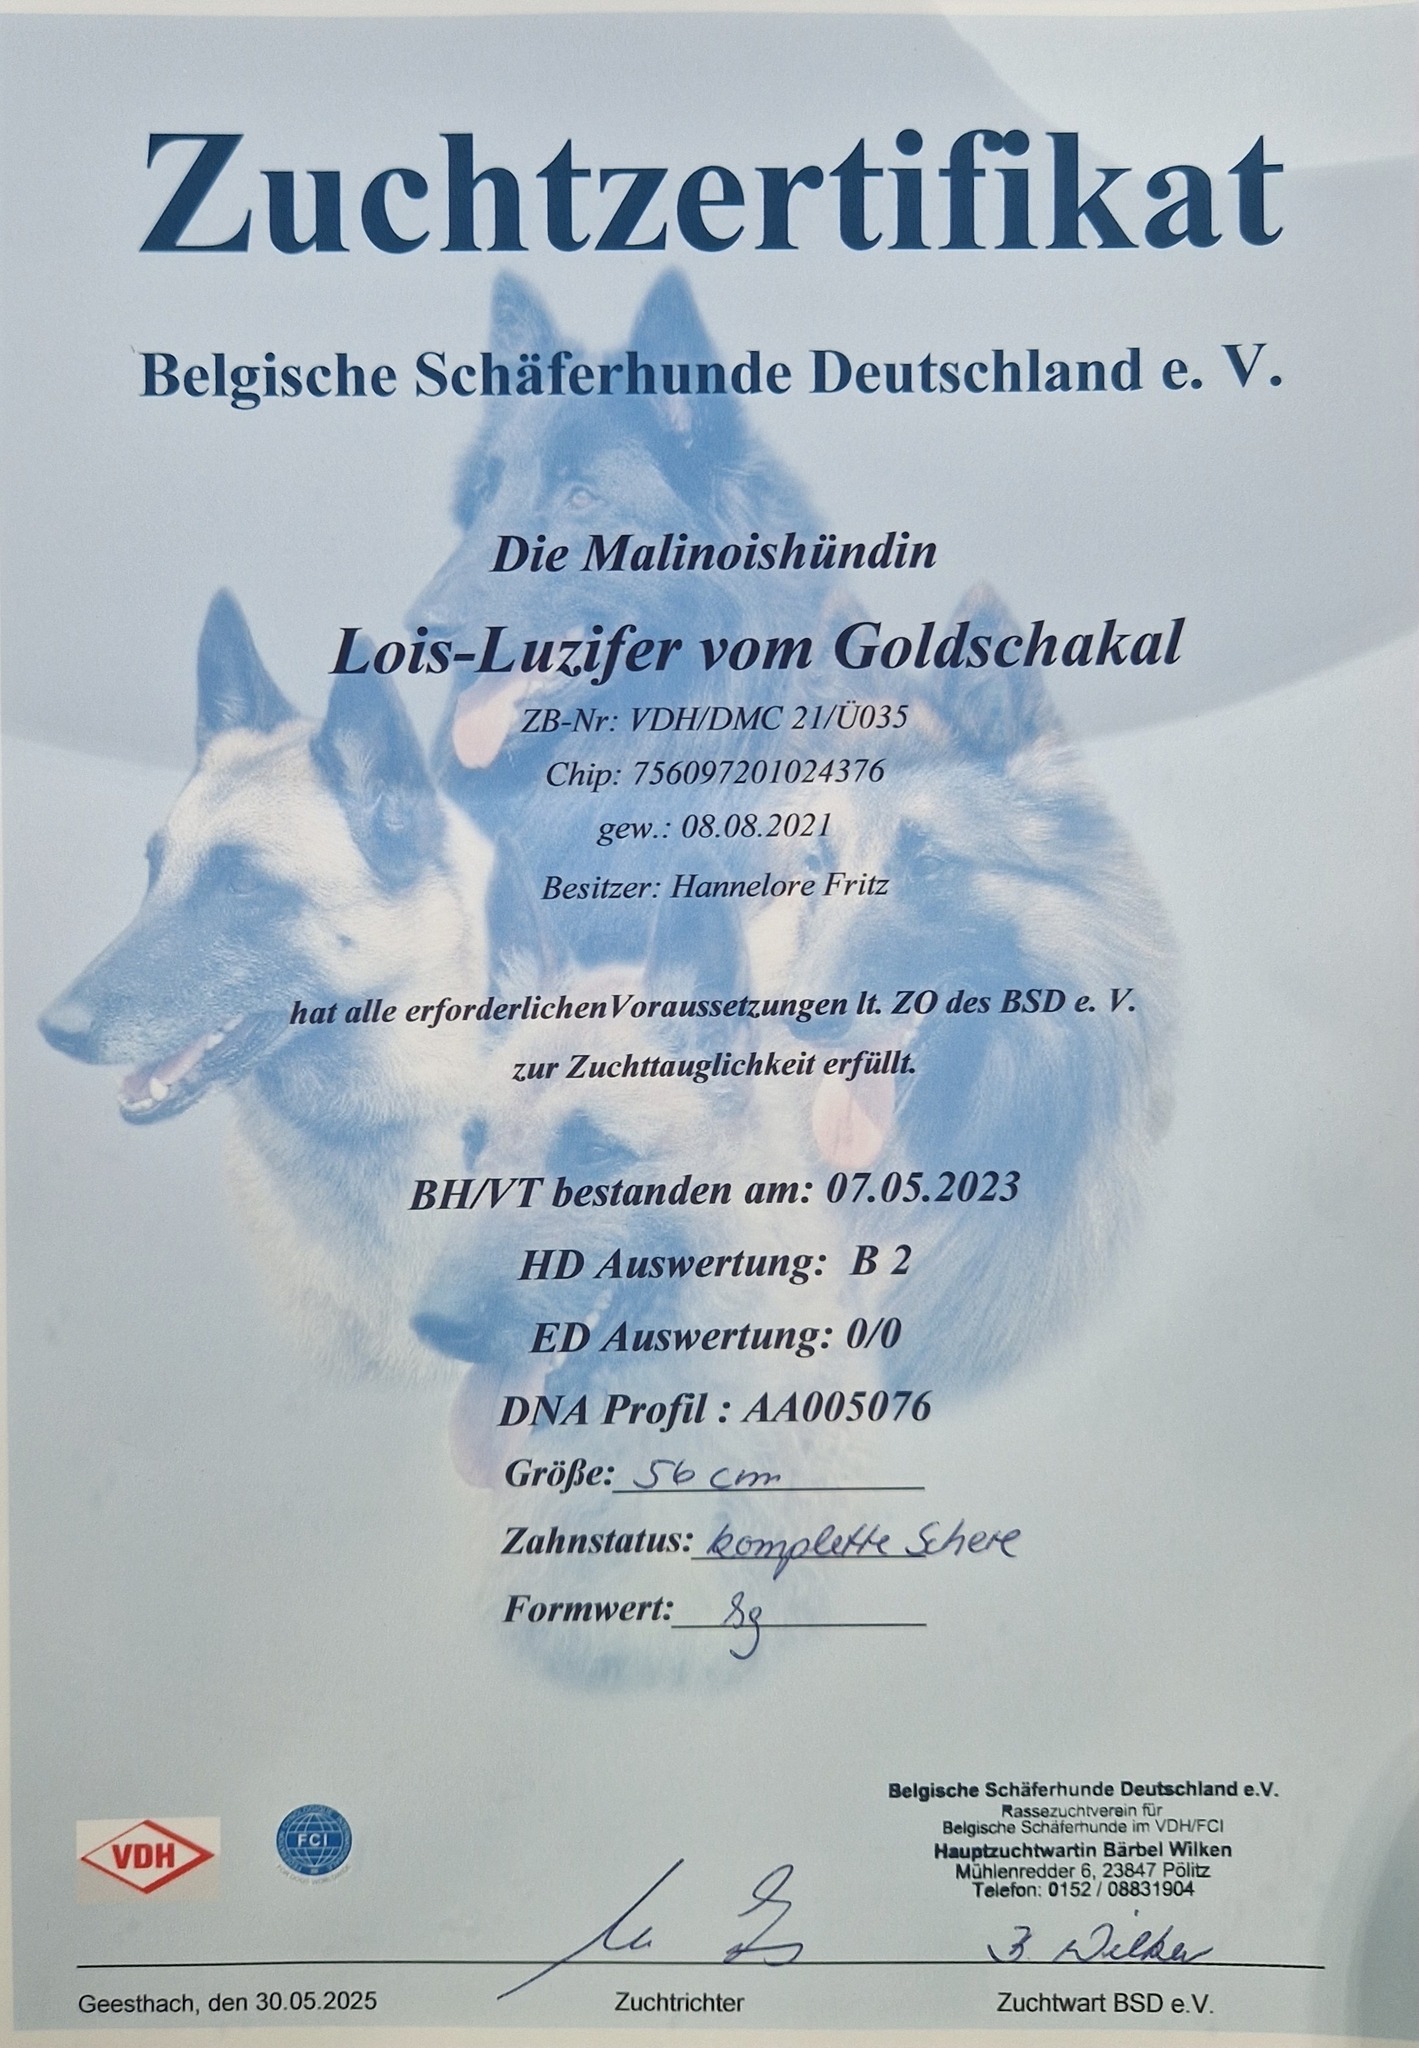 Zuchtzertifikat
Belgische Schäferhunde Deutschland e. V.
Die Malinoishündin
Lois-Luzifer vom Goldschakal
ZB-Nr: VDH/DMC 21/Ü035
Chip: 756097201024376
gew.: 08.08.2021
Besitzer: Hannelore Fritz
hat alle erforderlichen Voraussetzungen lt. ZO des BSD e. V.
zur Zuchttauglichkeit erfüllt.
BH/VT bestanden am: 07.05.2023
HD Auswertung: B 2
ED Auswertung: 0/0
DNA Profil : AA005076
Größe: 56 cm
Zahnstatus: komplette Schere
Formwert: Sg
Belgische Schäferhunde Deutschland e.V.
Rassezuchtverein für
Belgische Schäferhunde im VDH/FCI
Hauptzuchtwartin Bärbel Wilken
Mühlenredder 6, 23847 Pölitz
Telefon: 0152 / 08831904
VDH
FCI
B. Wilken
Geesthach, den 30.05.2025
Zuchtrichter
Zuchtwart BSD e.V.